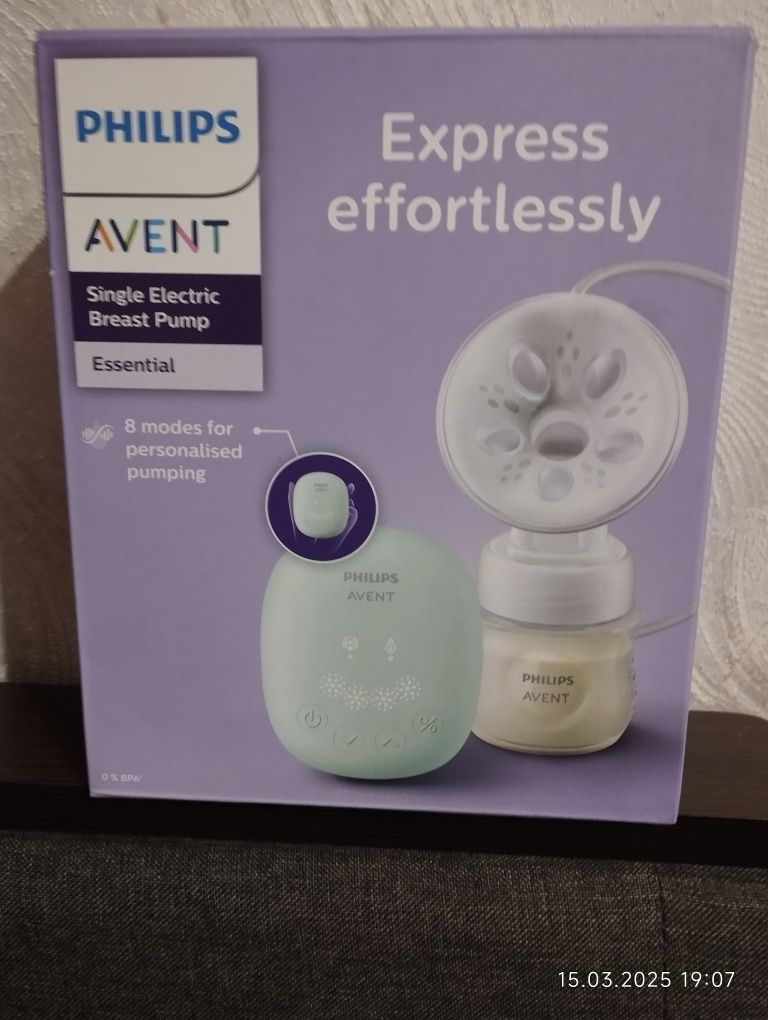 PHILIPS
AVENT
Single Electric
Breast Pump
Essential
Express
effortlessly
8 modes for
personalised
pumping
PHILIPS
AVENT
PHILIPS
AVENT
0 % BPA¹
15.03.2025 19:07